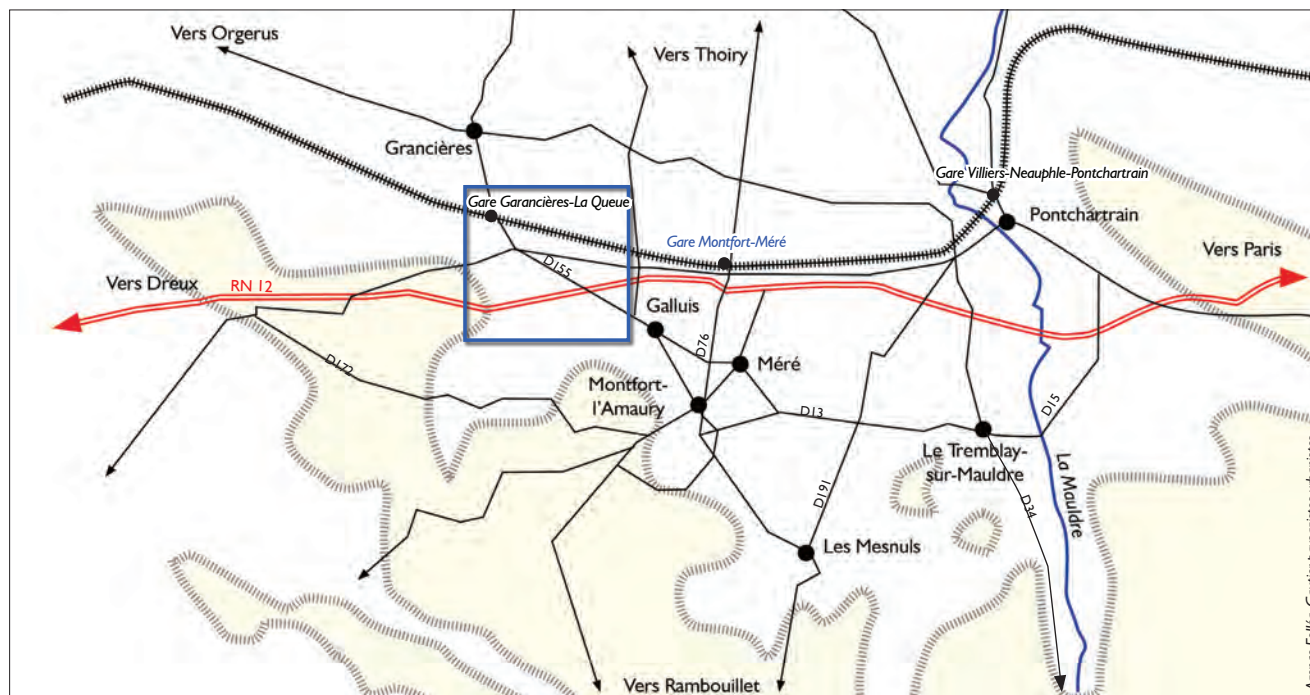 Vers Orgerus
Vers Thoiry
Grancières
Gare Villiers-Neauphle-Pontchartrain
Gare Garancières-La Queue
Pontchartrain
Gare Montfort-Méré
Vers Paris
D155
Vers Dreux
RN 12
Galluis
D76
Méré
D172
Montfort-
l'Amaury
D13
D15
Le Tremblay-
sur-Mauldre
La Mauldre
D191
D34
Les Mesnuls
Vers Rambouillet